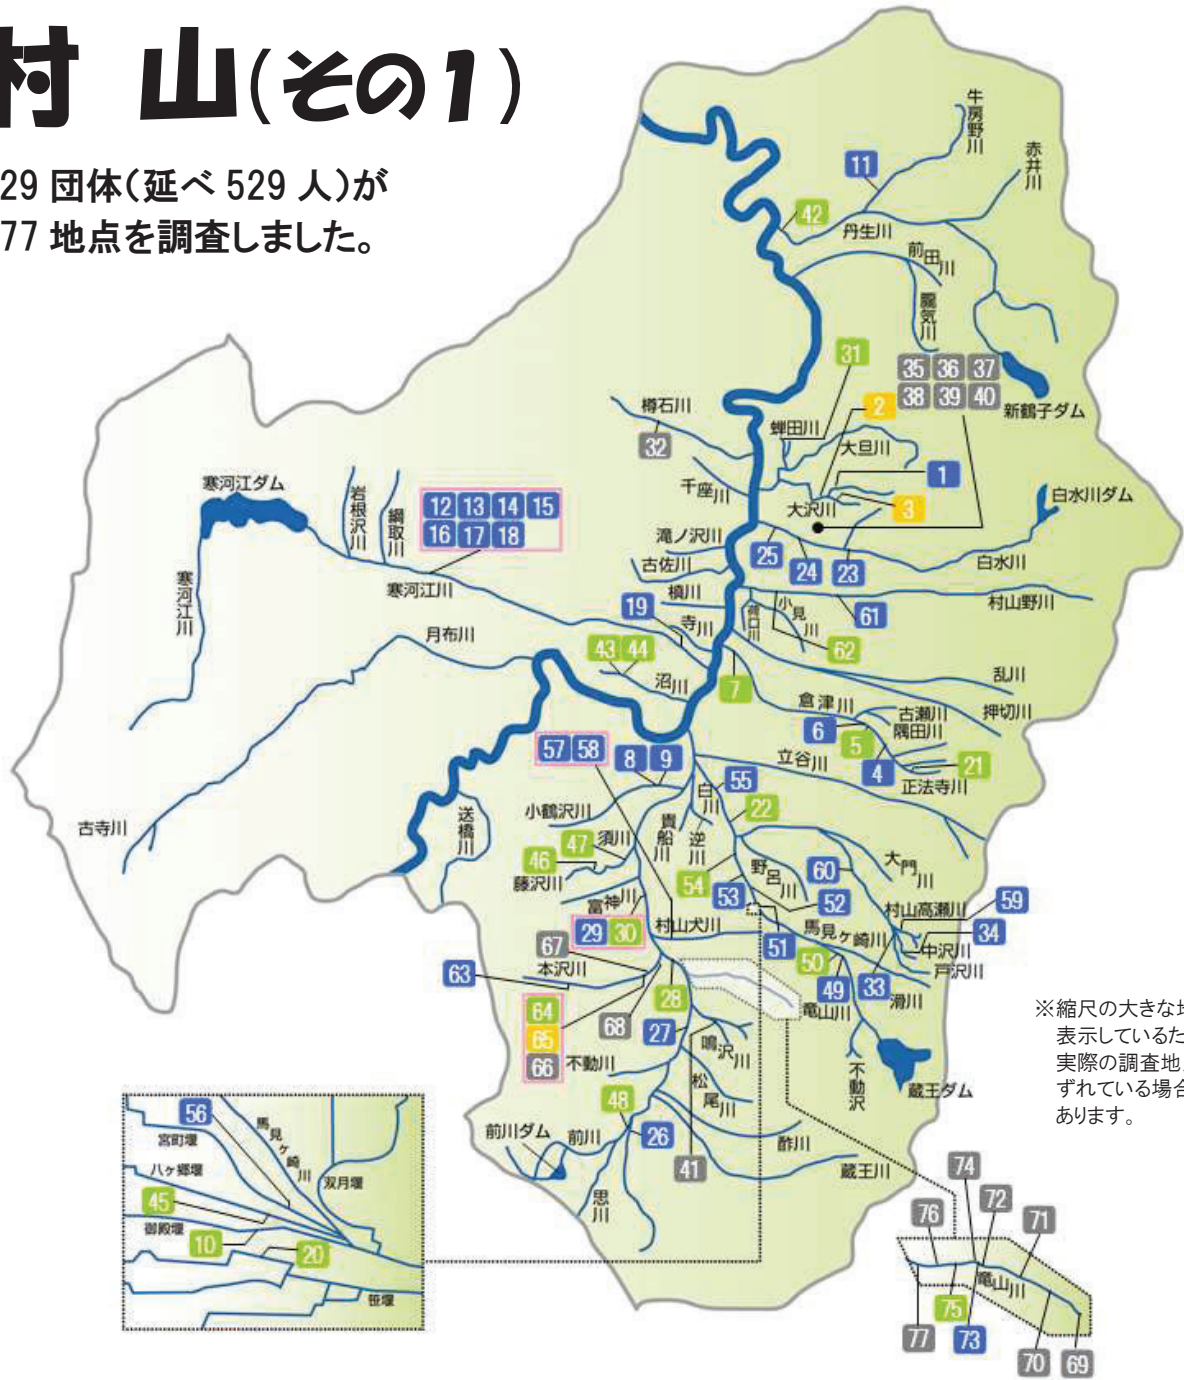 村 山(その1)
29 団体(延べ 529 人)が
77 地点を調査しました。
牛房野川
赤井川
11
42
丹生川
前田川
朧気川
31
35 36 37
38 39 40
新鶴子ダム
2
樽石川
32
蝉田川
大旦川
1
千座川
大沢川
3
白水川ダム
寒河江ダム
岩根沢川
綱取川
12 13 14 15
16 17 18
滝ノ沢川
25
24
23
白水川
古佐川
寒河江川
寒河江川
槙川
19
寺川
荷口川
小見川
61
村山野川
62
月布川
43 44
沼川
7
乱川
倉津川
古瀬川
押切川
6
隅田川
5
4
21
正法寺川
立谷川
57 58
8
9
55
白川
22
小鶴沢川
送橋川
古寺川
貴船川
逆川
47
須川
46
藤沢川
54
野呂川
60
大門川
53
52
富神川
59
村山高瀬川
29 30
村山犬川
馬見ヶ崎川
34
中沢川
51
50
戸沢川
67
本沢川
63
49
33
滑川
28
竜山川
64
65
66
68
27
不動川
鳴沢川
不動沢
蔵王ダム
松尾川
48
26
前川ダム
前川
酢川
41
蔵王川
思川
※縮尺の大きな地
表示しているた
実際の調査地
ずれている場合
あります。
56
宮町堰
馬見ヶ崎川
八ヶ郷堰
双月堰
45
御殿堰
10
20
笹堰
74
76
72
71
竜山川
75
77
73
70
69